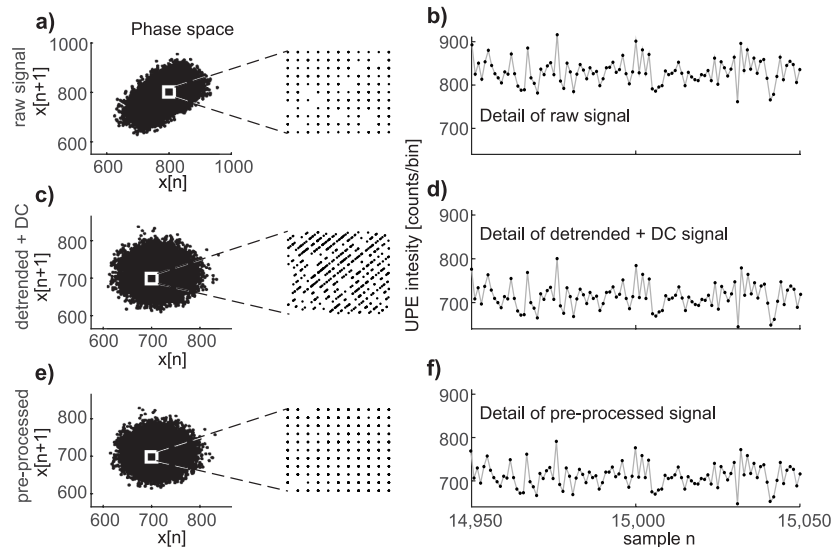 a)
Phase space
raw signal
x[n+1]
1000
800
600
600
800
1000
x[n]
b)
900
800
700
Detail of raw signal
c)
detrended + DC
x[n+1]
800
700
600
600
700
800
x[n]
d)
900
800
700
Detail of detrended + DC signal
UPE intesity [counts/bin]
e)
pre-processed
x[n+1]
800
700
600
600
700
800
x[n]
f)
900
800
700
Detail of pre-processed signal
14,950
15,000
15,050
sample n